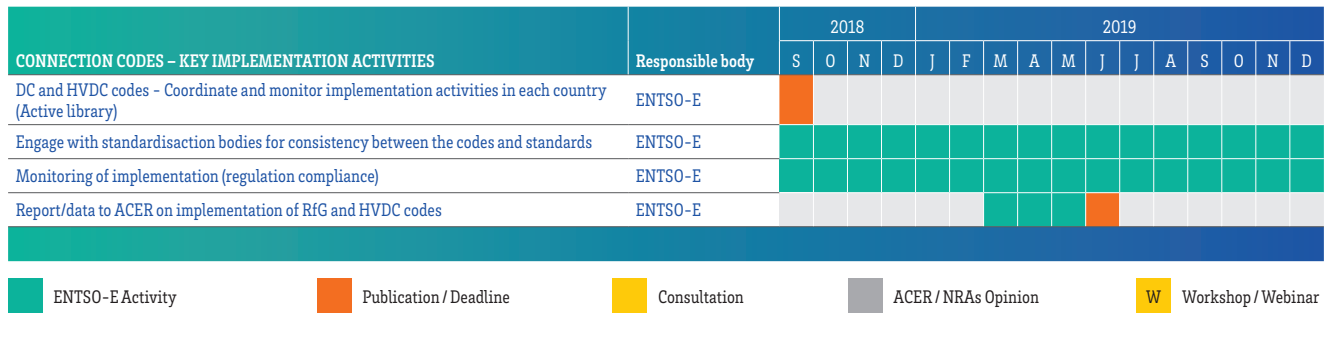 2018 2019
CONNECTION CODES – KEY IMPLEMENTATION ACTIVITIES Responsible body S O N D J F M A M J J A S O N D
DC and HVDC codes - Coordinate and monitor implementation activities in each country
(Active library) ENTSO-E
Engage with standardisaction bodies for consistency between the codes and standards ENTSO-E
Monitoring of implementation (regulation compliance) ENTSO-E
Report/data to ACER on implementation of RfG and HVDC codes ENTSO-E
ENTSO-E Activity Publication / Deadline Consultation ACER / NRAs Opinion W Workshop / Webinar